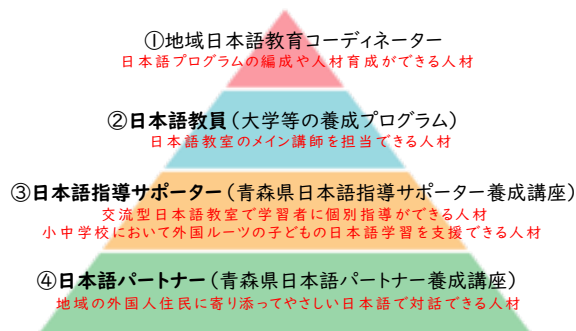 ①地域日本語教育コーディネーター
日本語プログラムの編成や人材育成ができる人材
②日本語教員（大学等の養成プログラム）
日本語教室のメイン講師を担当できる人材
③日本語指導サポーター（青森県日本語指導サポーター養成講座）
交流型日本語教室で学習者に個別指導ができる人材
小中学校において外国ルーツの子どもの日本語学習を支援できる人材
④日本語パートナー（青森県日本語パートナー養成講座）
地域の外国人住民に寄り添ってやさしい日本語で対話できる人材